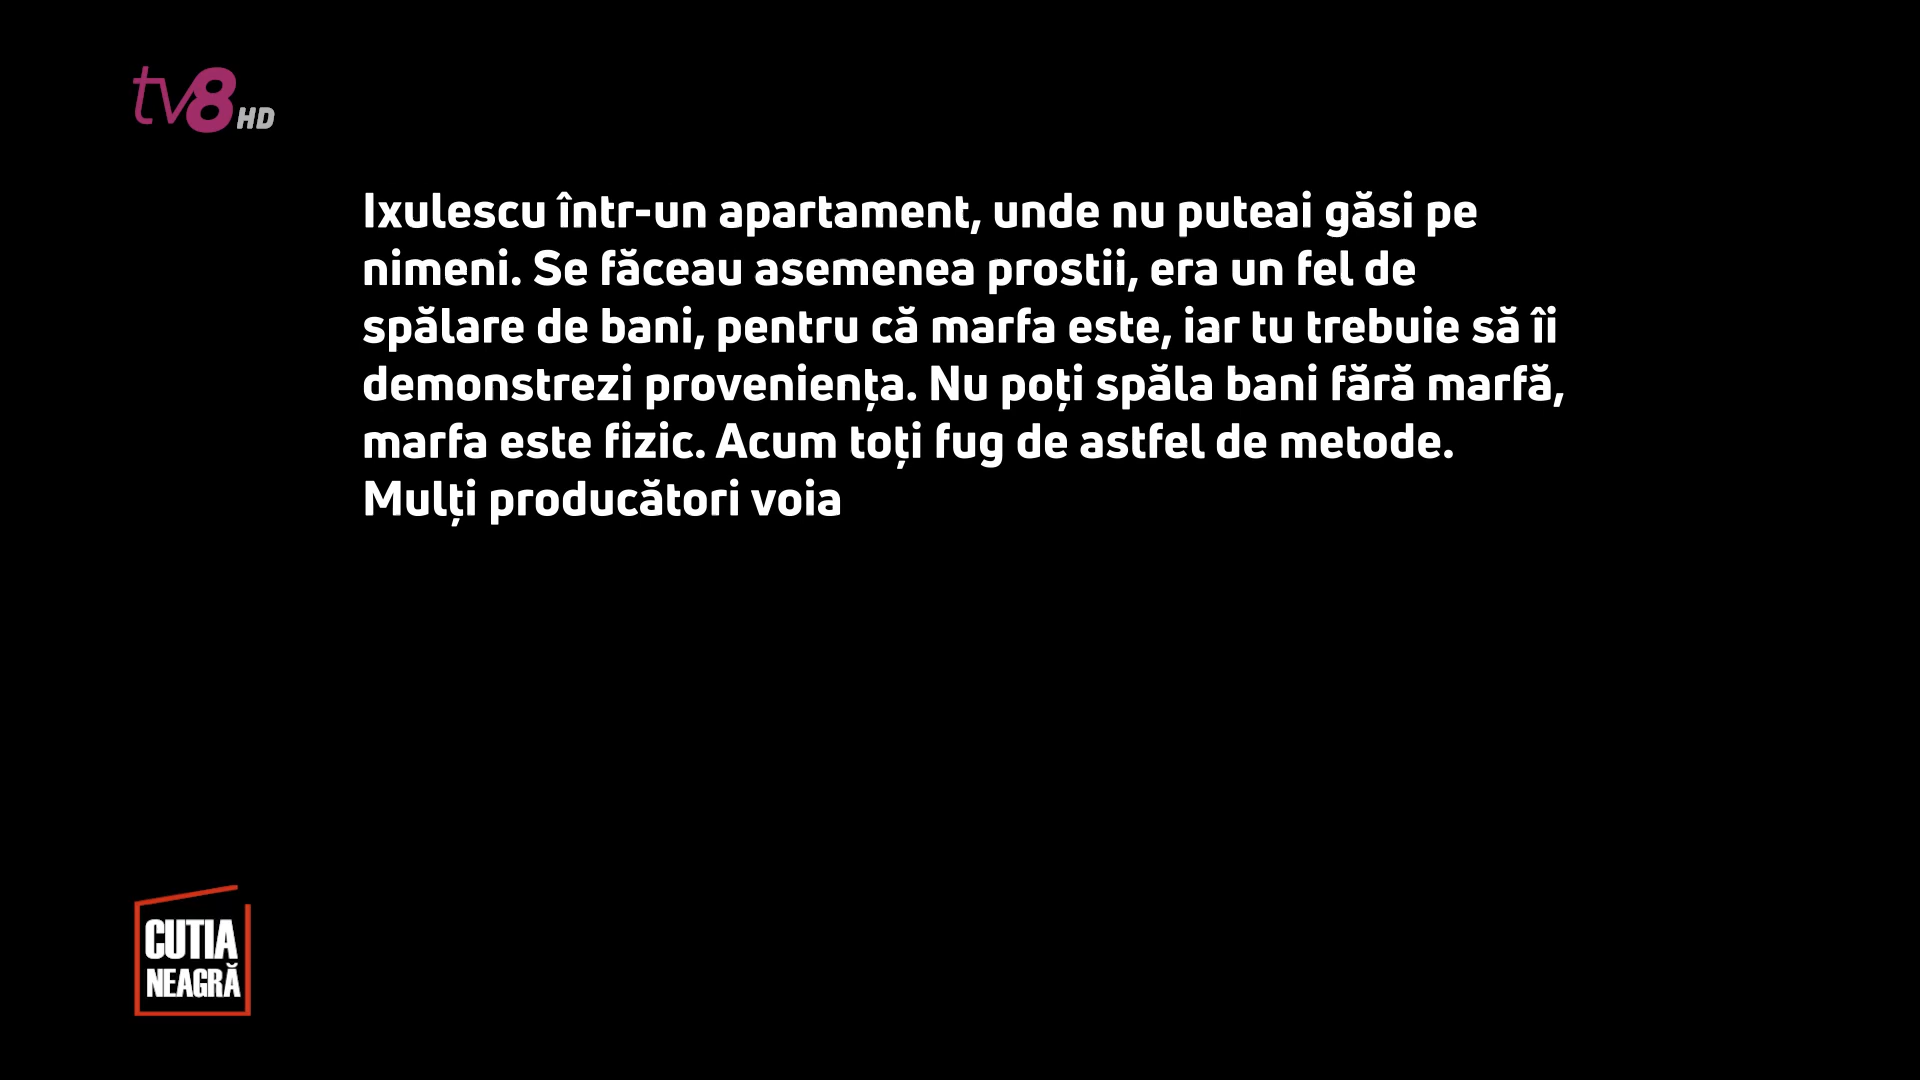 tv8 HD
Ixulescu într-un apartament, unde nu puteai găsi pe
nimeni. Se făceau asemenea prostii, era un fel de
spălare de bani, pentru că marfa este, iar tu trebuie să îi
demonstrezi proveniența. Nu poți spăla bani fără marfă,
marfa este fizic. Acum toți fug de astfel de metode.
Mulți producători voia
CUTIA
NEAGRĂ